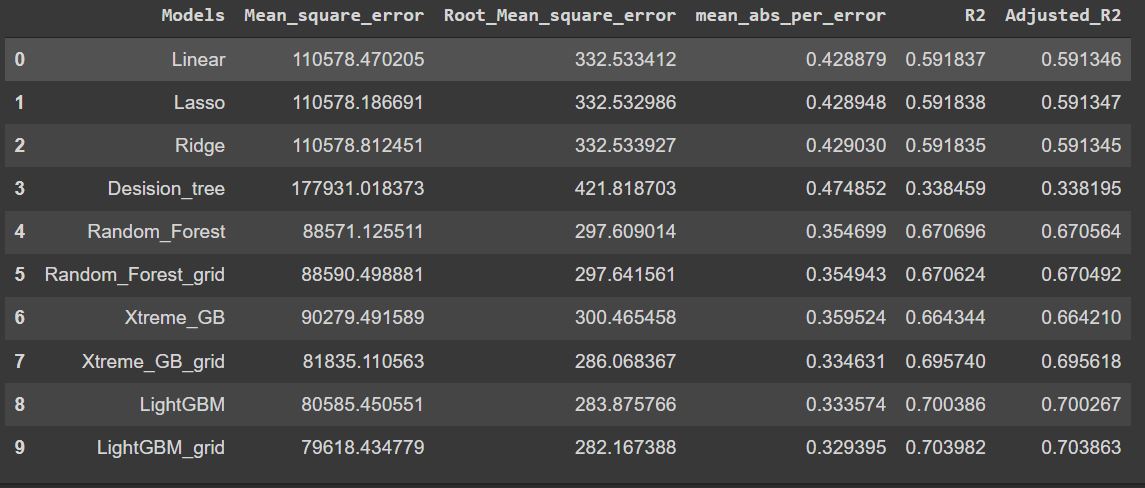 Models Mean_square_error Root_Mean_square_error mean_abs_per_error R2 Adjusted_R2
0 Linear 110578.470205 332.533412 0.428879 0.591837 0.591346
1 Lasso 110578.186691 332.532986 0.428948 0.591838 0.591347
2 Ridge 110578.812451 332.533927 0.429030 0.591835 0.591345
3 Desision_tree 177931.018373 421.818703 0.474852 0.338459 0.338195
4 Random_Forest 88571.125511 297.609014 0.354699 0.670696 0.670564
5 Random_Forest_grid 88590.498881 297.641561 0.354943 0.670624 0.670492
6 Xtreme_GB 90279.491589 300.465458 0.359524 0.664344 0.664210
7 Xtreme_GB_grid 81835.110563 286.068367 0.334631 0.695740 0.695618
8 LightGBM 80585.450551 283.875766 0.333574 0.700386 0.700267
9 LightGBM_grid 79618.434779 282.167388 0.329395 0.703982 0.703863